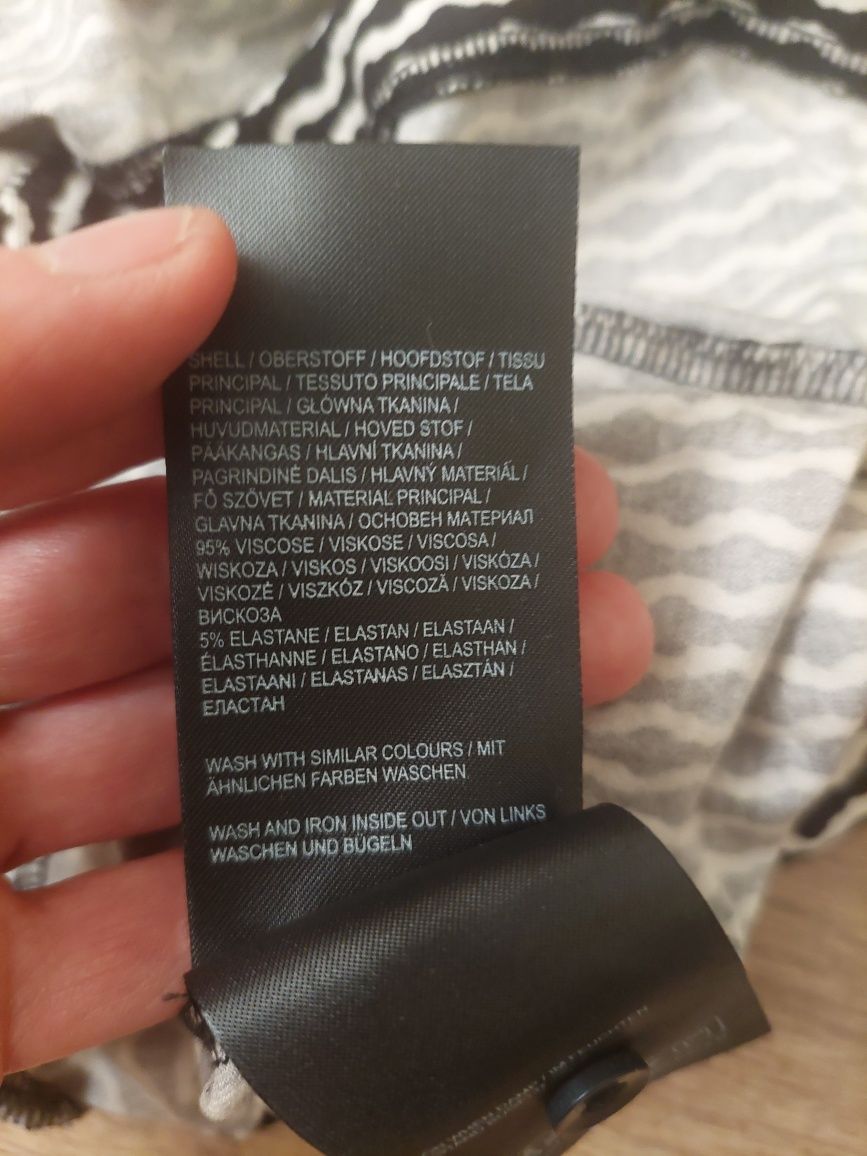 SHELL / OBERSTOFF / HOOFDSTOF / TISSU
PRINCIPAL / TESSUTO PRINCIPALE / TELA
PRINCIPAL / GŁÓWNA TKANINA /
HUVUDMATERIAL / HOVED STOF /
PÄÄKANGAS / HLAVNÍ TKANINA /
PAGRINDINĖ DALIS / HLAVNÝ MATERIÁL /
FŐ SZÖVET / MATERIAL PRINCIPAL /
GLAVNA TKANINA / ОСНОВЕН МАТЕРИАЛ
95% VISCOSE / VISKOSE / VISCOSA /
WISKOZA / VISKOS / VISKOOSI / VISKÓZA /
VISKOZĖ / VISZKÓZ / VISCOZĂ / VISKOZA /
ВИСКОЗА
5% ELASTANE / ELASTAN / ELASTAAN /
ÉLASTHANNE / ELASTANO / ELASTHAN /
ELASTAANI / ELASTANAS / ELASZTÁN /
ЕЛАСТАН
WASH WITH SIMILAR COLOURS / MIT
ÄHNLICHEN FARBEN WASCHEN
WASH AND IRON INSIDE OUT / VON LINKS
WASCHEN UND BÜGELN